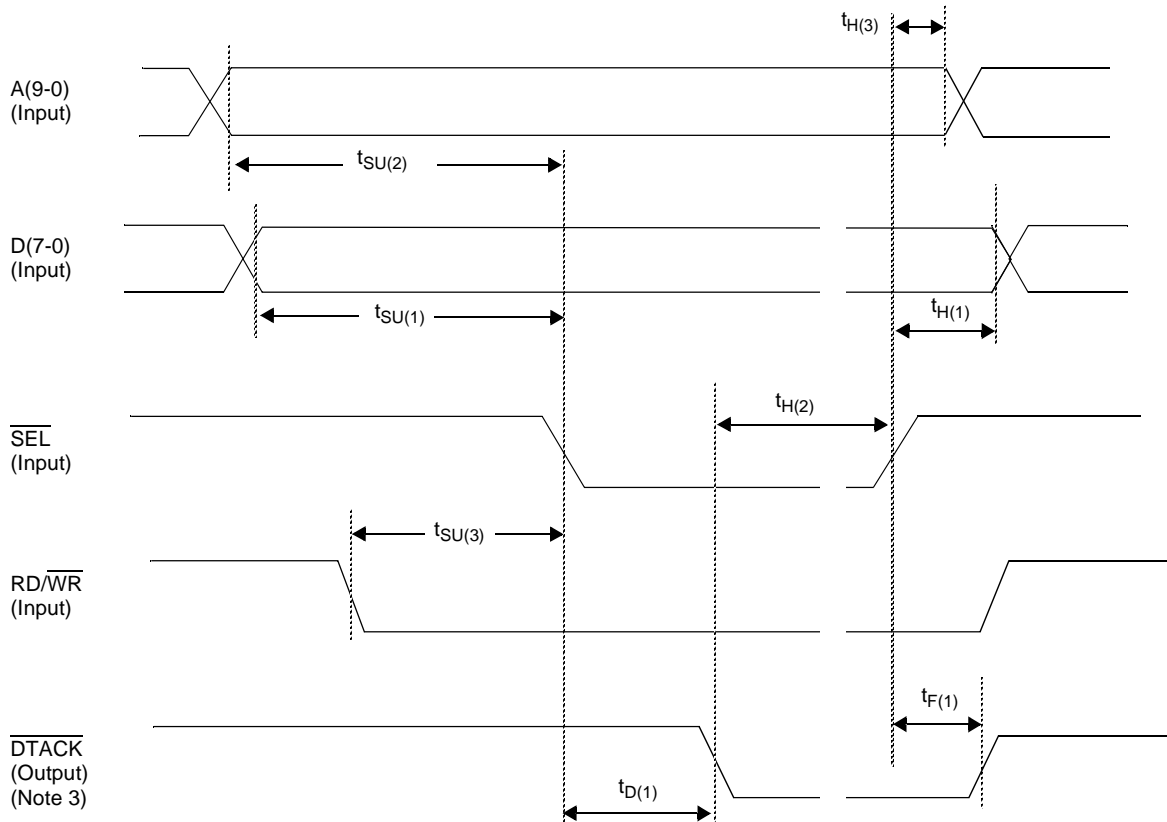 tH(3)
A(9-0)
(Input)
tSU(2)
D(7-0)
(Input)
tSU(1)
tH(1)
tH(2)
SEL
(Input)
tSU(3)
RD/WR
(Input)
tF(1)
DTACK
(Output)
(Note 3)
tD(1)